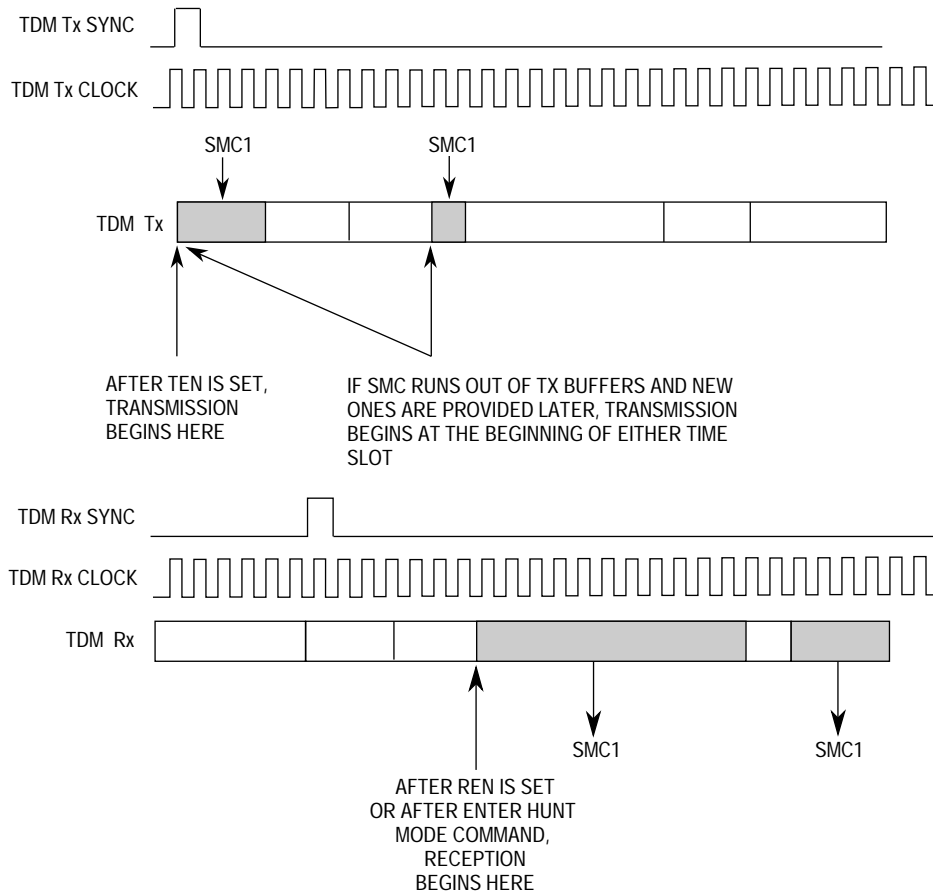 TDM Tx SYNC
TDM Tx CLOCK
SMC1 SMC1
TDM Tx
AFTER TEN IS SET,
TRANSMISSION
BEGINS HERE
IF SMC RUNS OUT OF TX BUFFERS AND NEW
ONES ARE PROVIDED LATER, TRANSMISSION
BEGINS AT THE BEGINNING OF EITHER TIME
SLOT
TDM Rx SYNC
TDM Rx CLOCK
TDM Rx
SMC1 SMC1
AFTER REN IS SET
OR AFTER ENTER HUNT
MODE COMMAND,
RECEPTION
BEGINS HERE